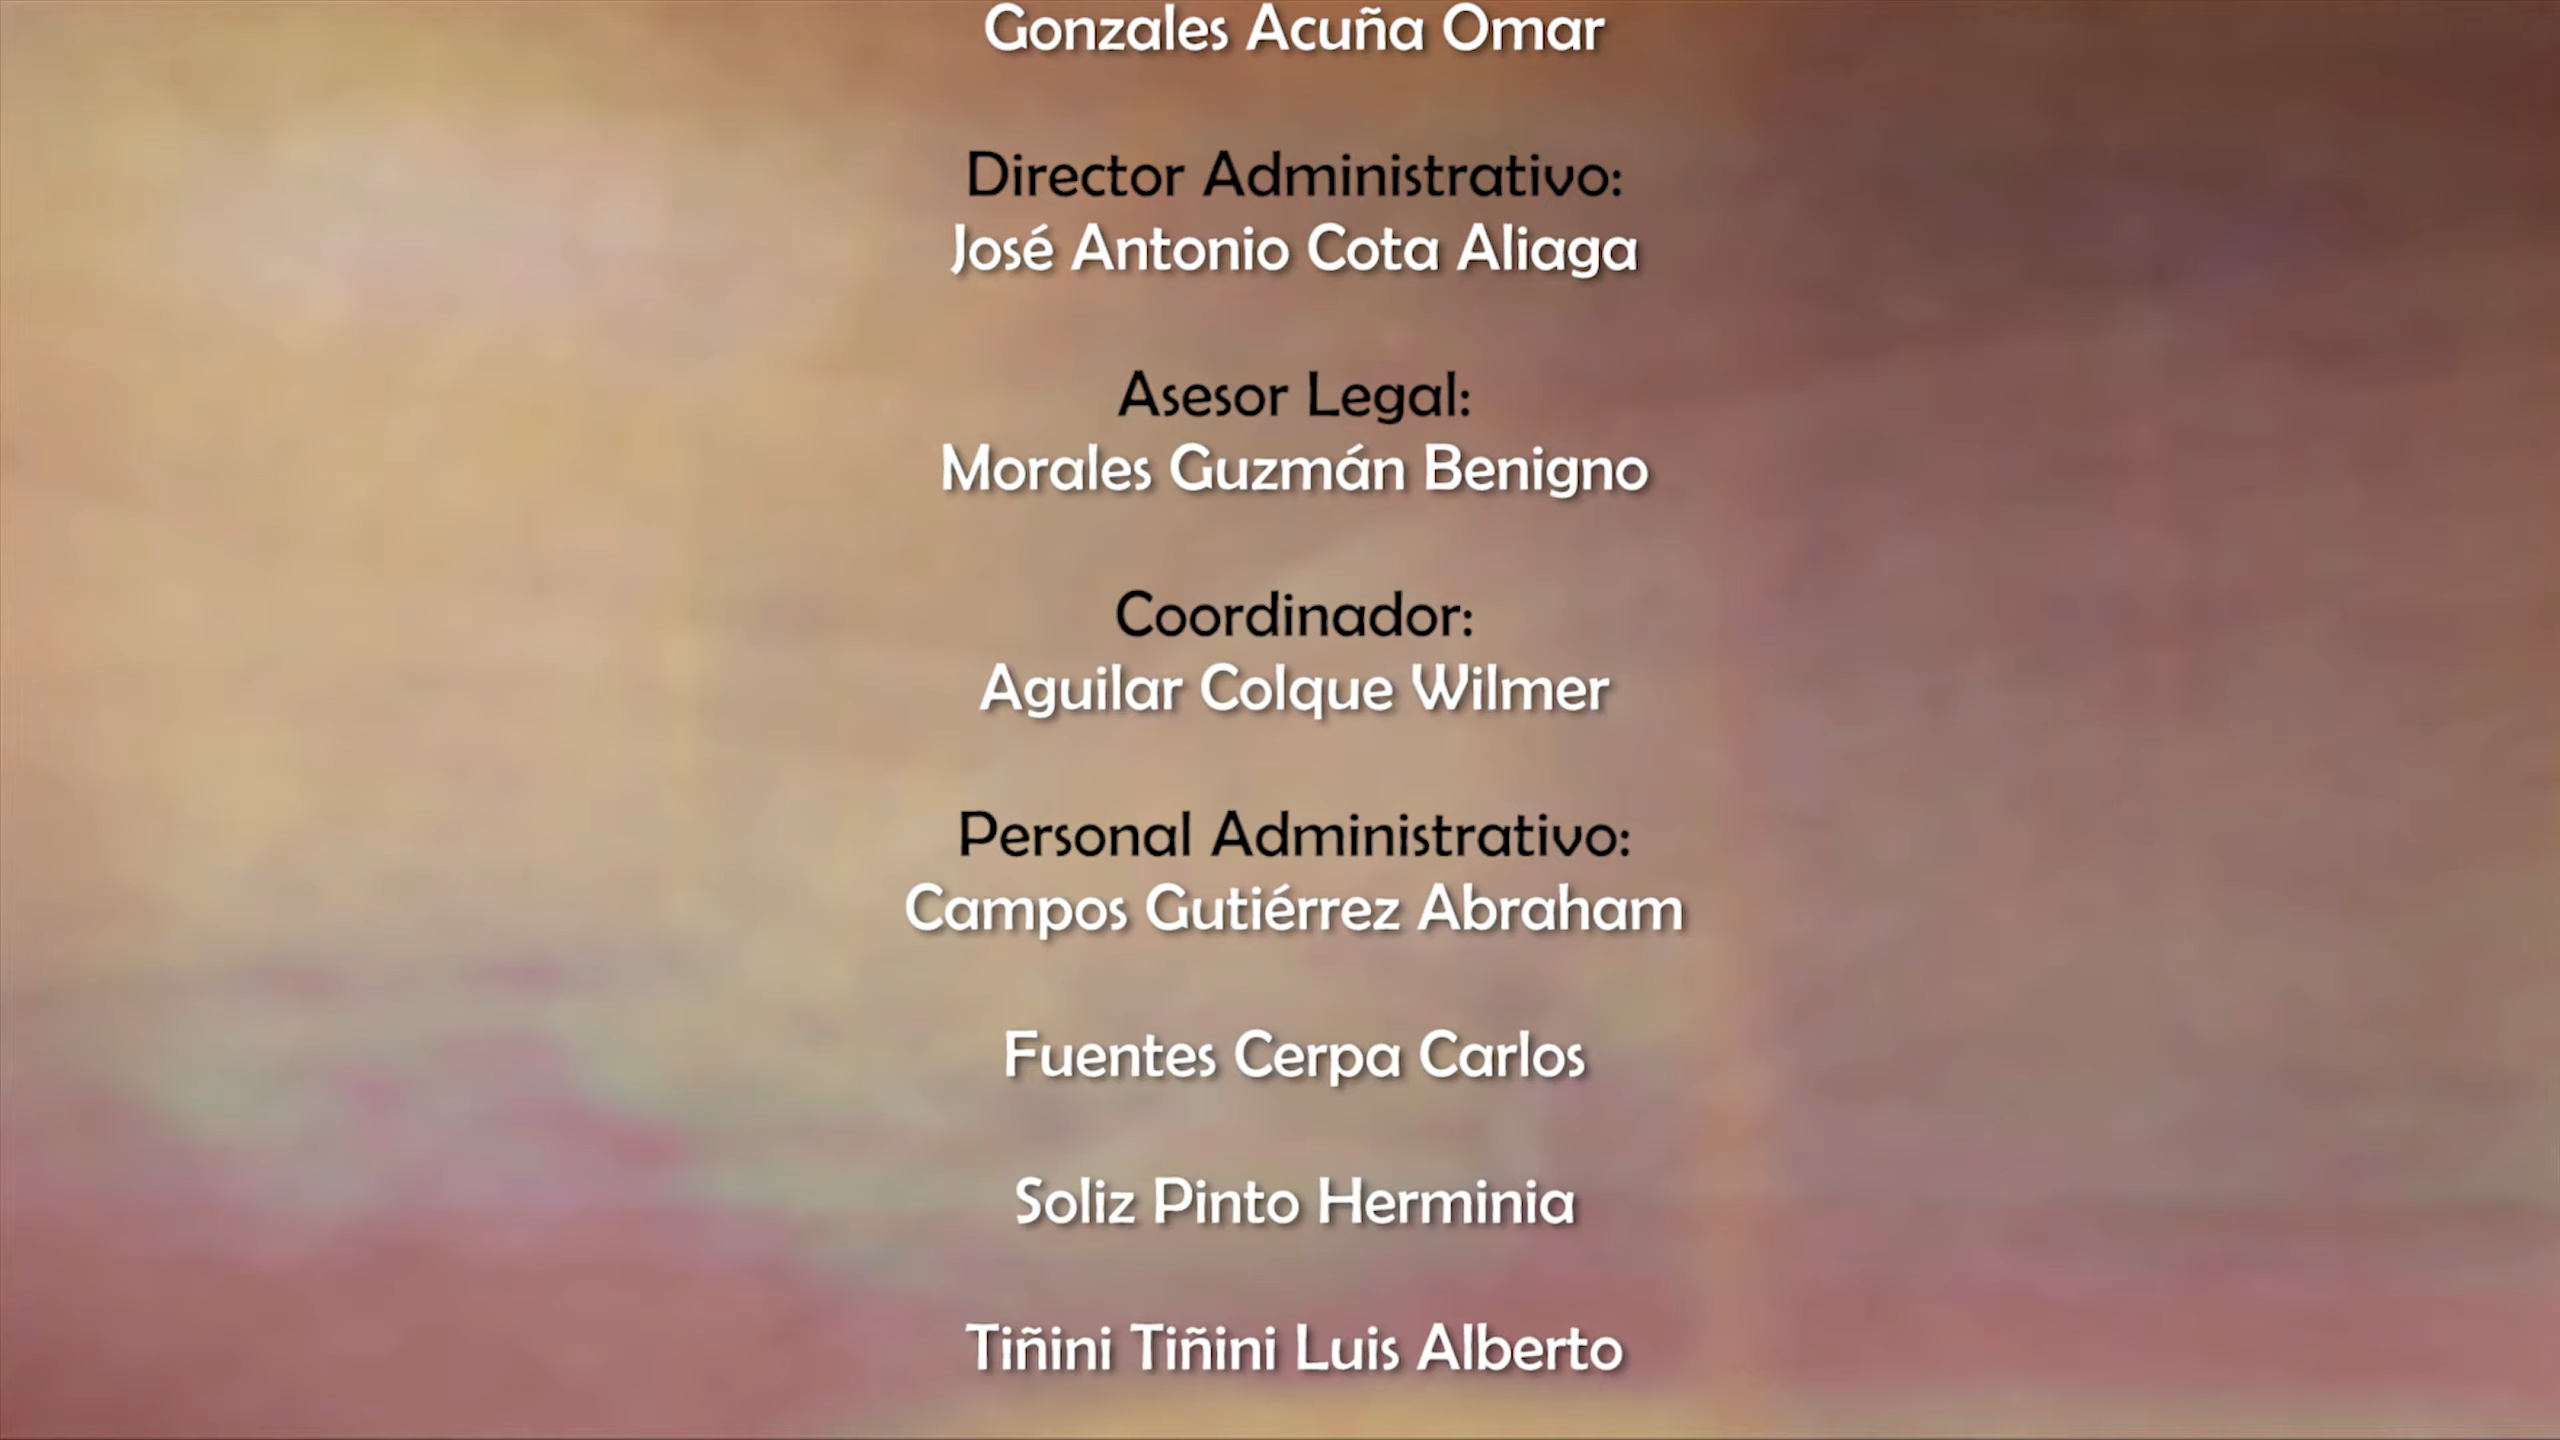 Gonzales Acuña Omar
Director Administrativo:
José Antonio Cota Aliaga
Asesor Legal:
Morales Guzmán Benigno
Coordinador:
Aguilar Colque Wilmer
Personal Administrativo:
Campos Gutiérrez Abraham
Fuentes Cerpa Carlos
Soliz Pinto Herminia
Tiñini Tiñini Luis Alberto